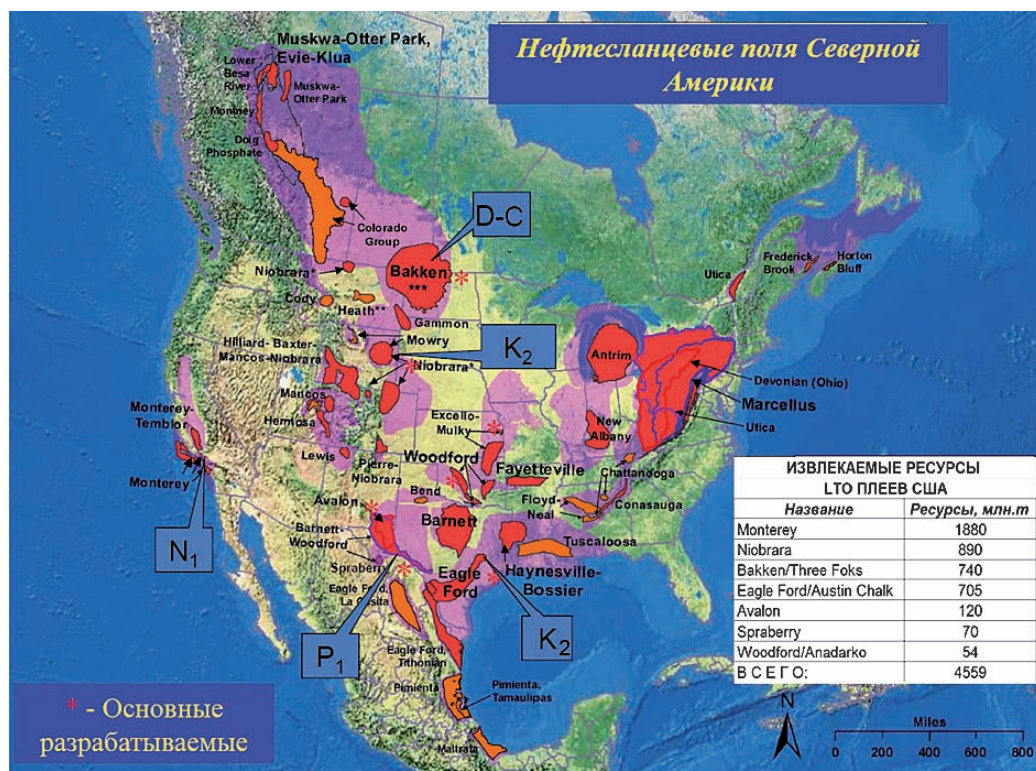 Нефтесланцевые поля Северной
Америки
Muskwa-Otter Park,
Evie-Klua
Lower
Besa
River
Muskwa-
Otter Park
Montney
Doig
Phosphate
Colorado
Group
D-C
Bakken
***
*
Niobrara*
Cody
Heath**
Gammon
Mowry
K2
Hilliard- Baxter-
Mancos-Niobrara
Niobrara*
*
Mancos
Hermosa
Lewis
Pierre-
Niobrara
Monterey-
Temblor
Monterey
N1
Antrim
Utica
Frederick
Brook
Horton
Bluff
Devonian (Ohio)
Marcellus
Utica
New
Albany
Excello-
Mulky
*
Woodford
*
Fayetteville
Chattanooga
Conasauga
Floyd-
Neal
Tuscaloosa
Bend
Avalon
*
Barnett
Barnett-
Woodford
Spraberry
*
Haynesville-
Bossier
Eagle
Ford
*
Eagle Ford,
La Casita
P1
K2
Eagle Ford,
Tithonian
Pimienta
Pimienta,
Tamaulipas
Maltrata
ИЗВЛЕКАЕМЫЕ РЕСУРСЫ
LTO ПЛЕЕВ США
Название Ресурсы, млн.т
Monterey 1880
Niobrara 890
Bakken/Three Foks 740
Eagle Ford/Austin Chalk 705
Avalon 120
Spraberry 70
Woodford/Anadarko 54
В С Е Г О: 4559
N
Miles
0 200 400 600 800
* - Основные
разрабатываемые